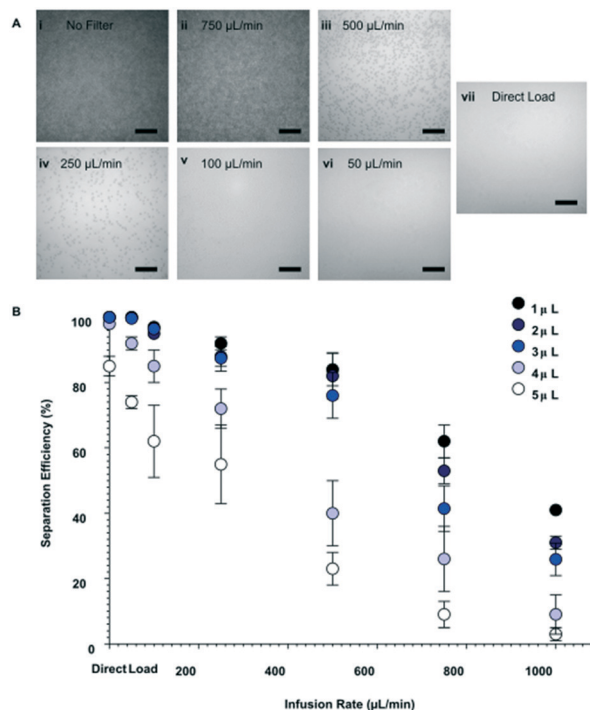 A
i No Filter
ii 750 µL/min
iii 500 µL/min
iv 250 µL/min
v 100 µL/min
vi 50 µL/min
vii Direct Load
B
1 µ L
2 µ L
3 µ L
4 µ L
5 µ L
Separation Efficiency (%)
100
80
60
40
20
0
Direct Load 200 400 600 800 1000
Infusion Rate (µL/min)